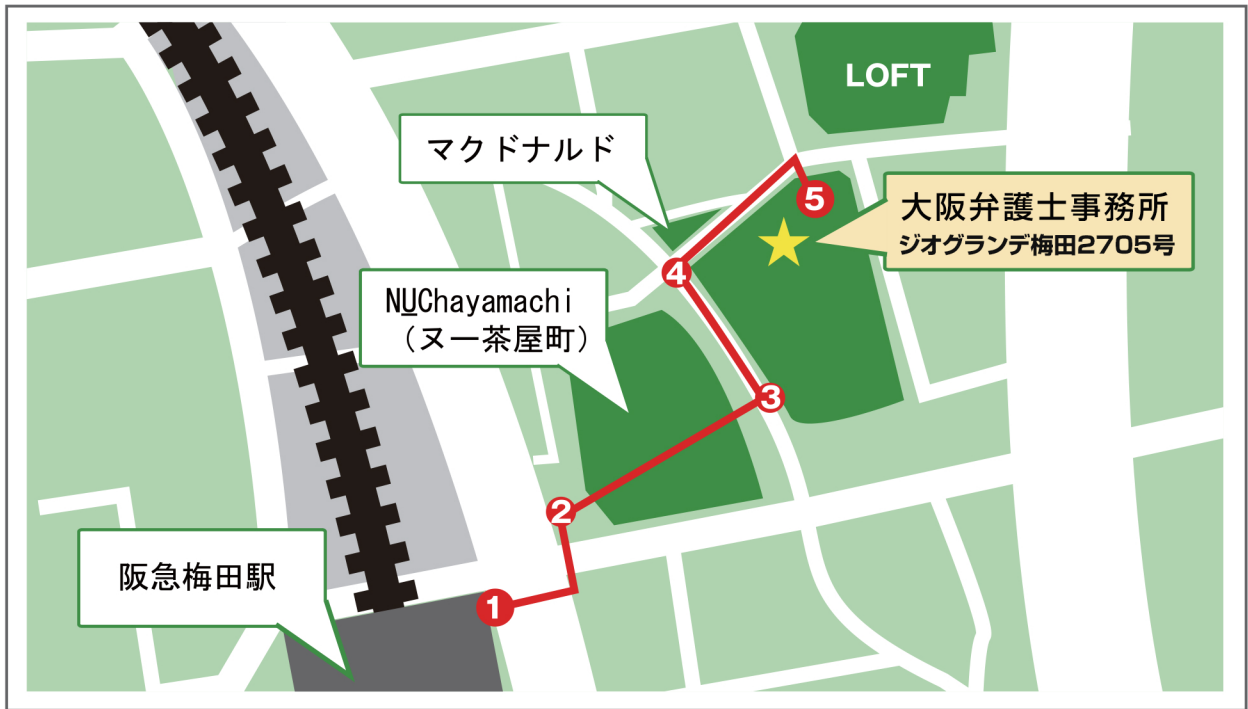 LOFT
マクドナルド
大阪弁護士事務所
ジオグランデ梅田2705号
NUChayamachi
（ヌー茶屋町）
阪急梅田駅
1
2
3
4
5